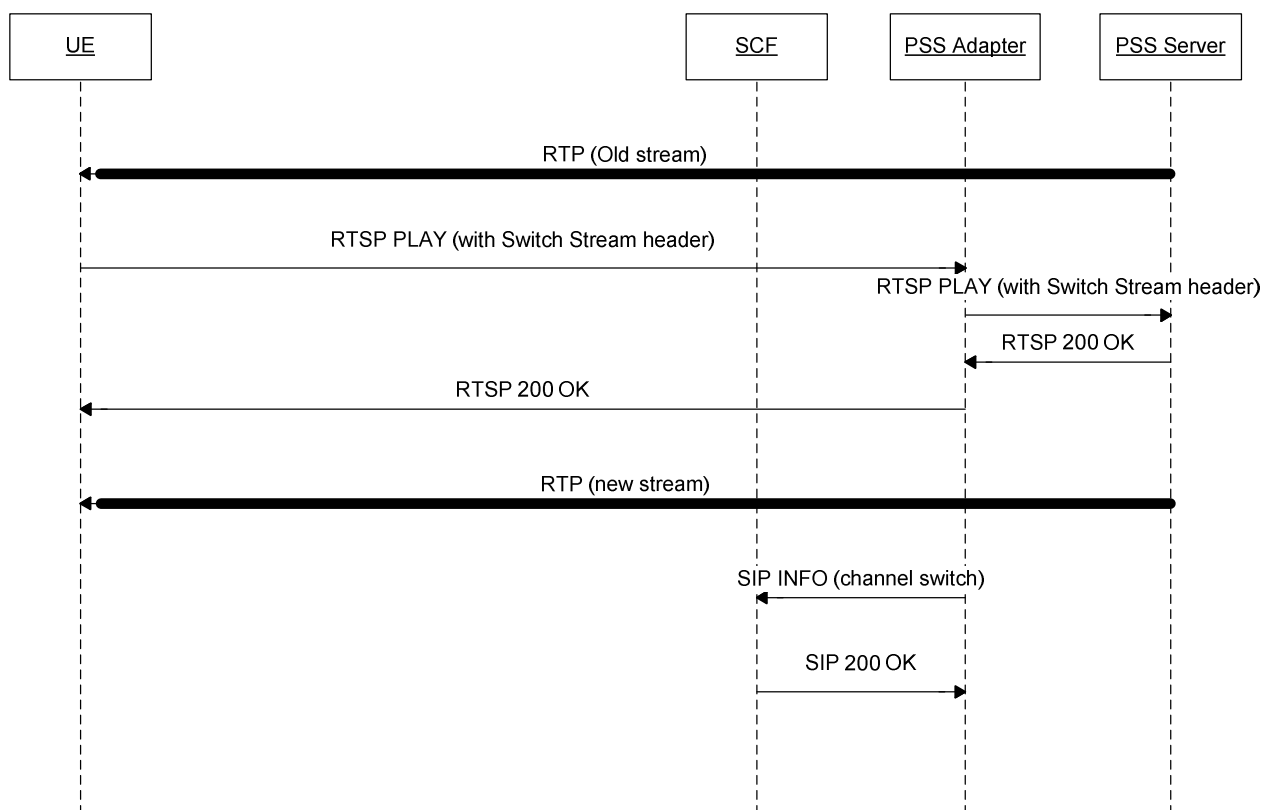 UE
SCF
PSS Adapter
PSS Server
RTP (Old stream)
RTSP PLAY (with Switch Stream header)
RTSP PLAY (with Switch Stream header)
RTSP 200 OK
RTSP 200 OK
RTP (new stream)
SIP INFO (channel switch)
SIP 200 OK